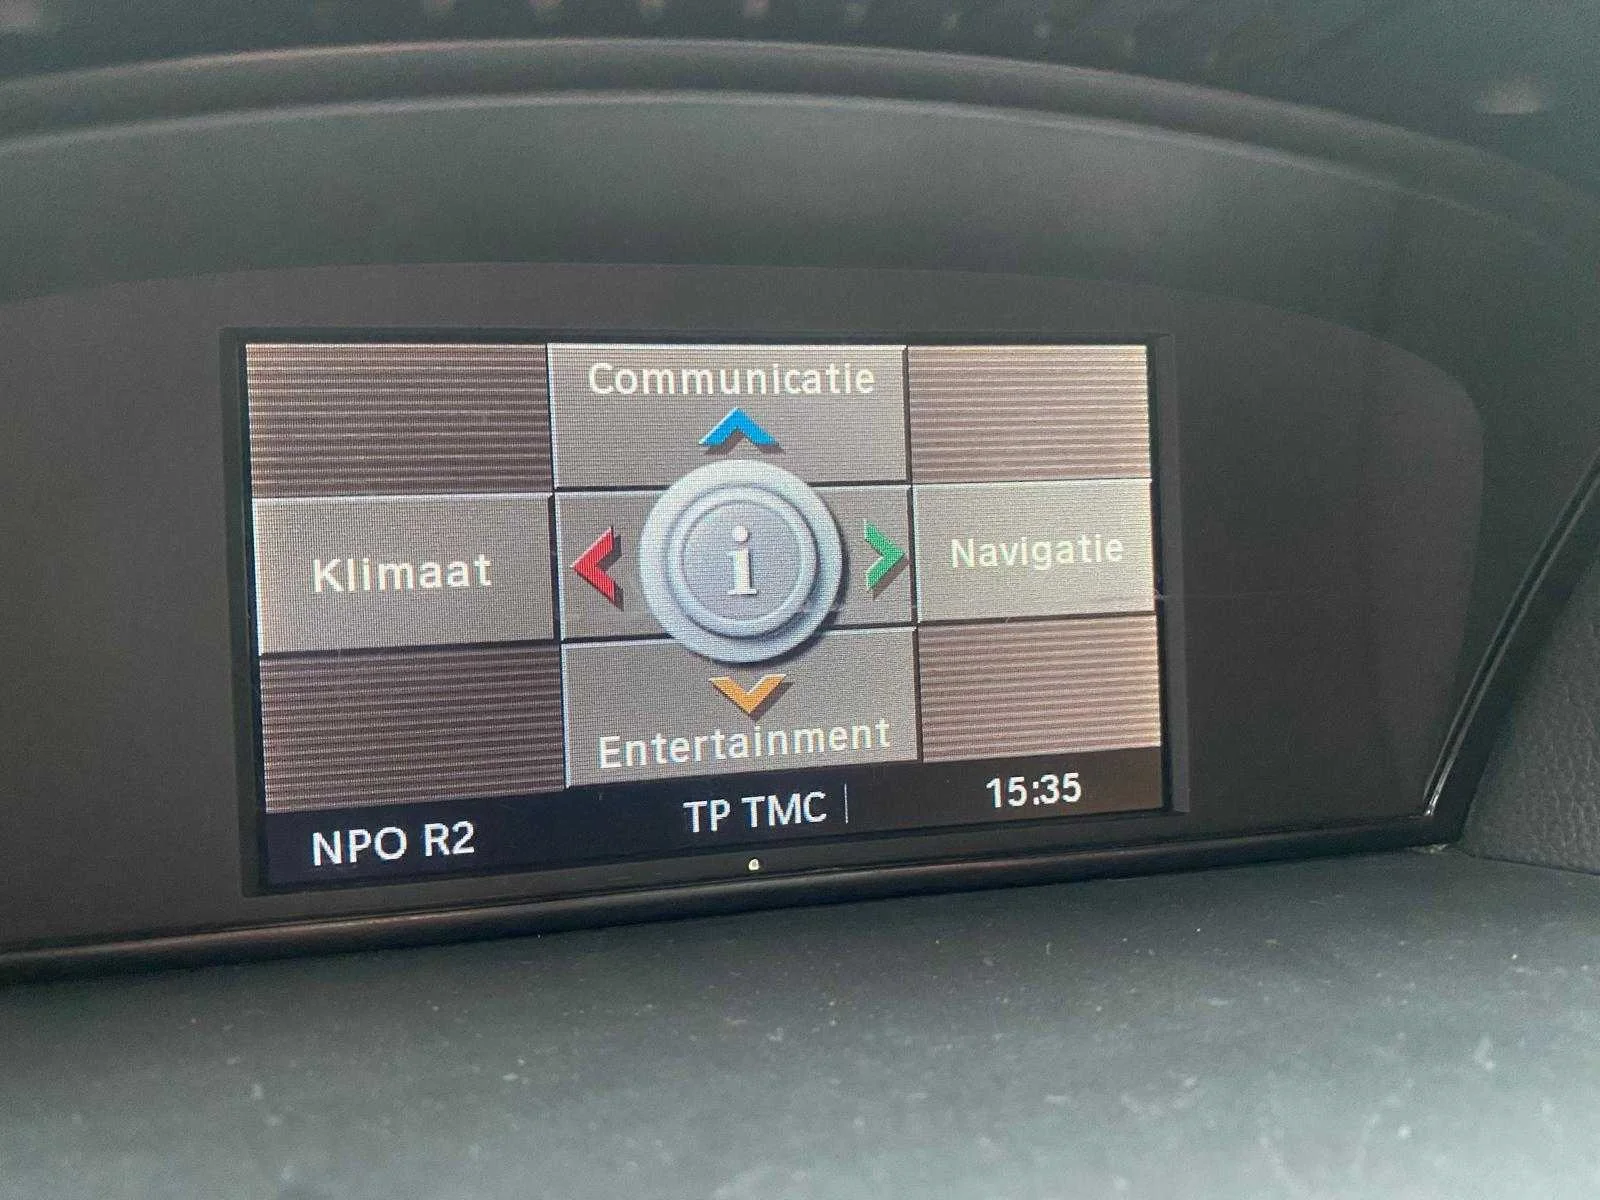 Communicatie
Klimaat
i
Navigatie
Entertainment
NPO R2
TP TMC
15:35